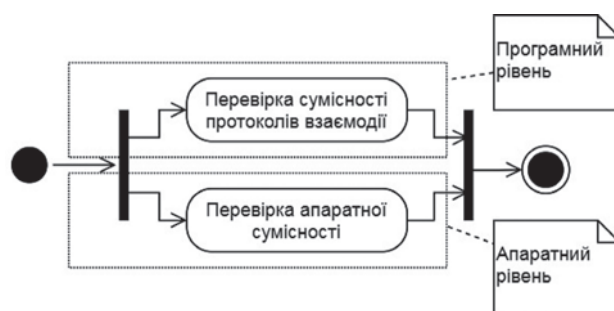 Програмний
рівень
Перевірка сумісності
протоколів взаємодії
Перевірка апаратної
сумісності
Апаратний
рівень